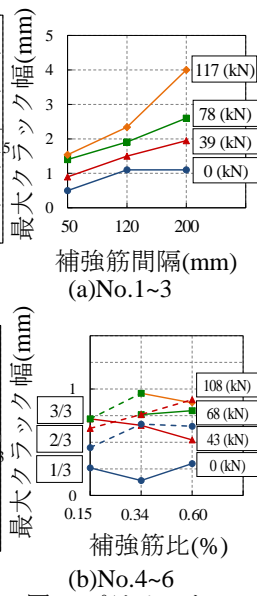 最大クラック幅(mm)
5
4
3
2
1
0
117 (kN)
78 (kN)
39 (kN)
0 (kN)
50 120 200
補強筋間隔(mm)
(a)No.1~3
最大クラック幅(mm)
1
0
3/3
2/3
1/3
108 (kN)
68 (kN)
43 (kN)
0 (kN)
0.15 0.34 0.60
補強筋比(%)
(b)No.4~6